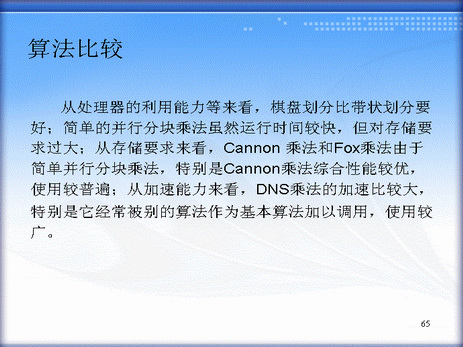 算法比较
从处理器的利用能力等来看，棋盘划分比带状划分要
好；简单的并行分块乘法虽然运行时间较快，但对存储要
求过大；从存储要求来看，Cannon 乘法和Fox乘法由于
简单并行分块乘法，特别是Cannon乘法综合性能较优，
使用较普遍；从加速能力来看，DNS乘法的加速比较大，
特别是它经常被别的算法作为基本算法加以调用，使用较
广。
65